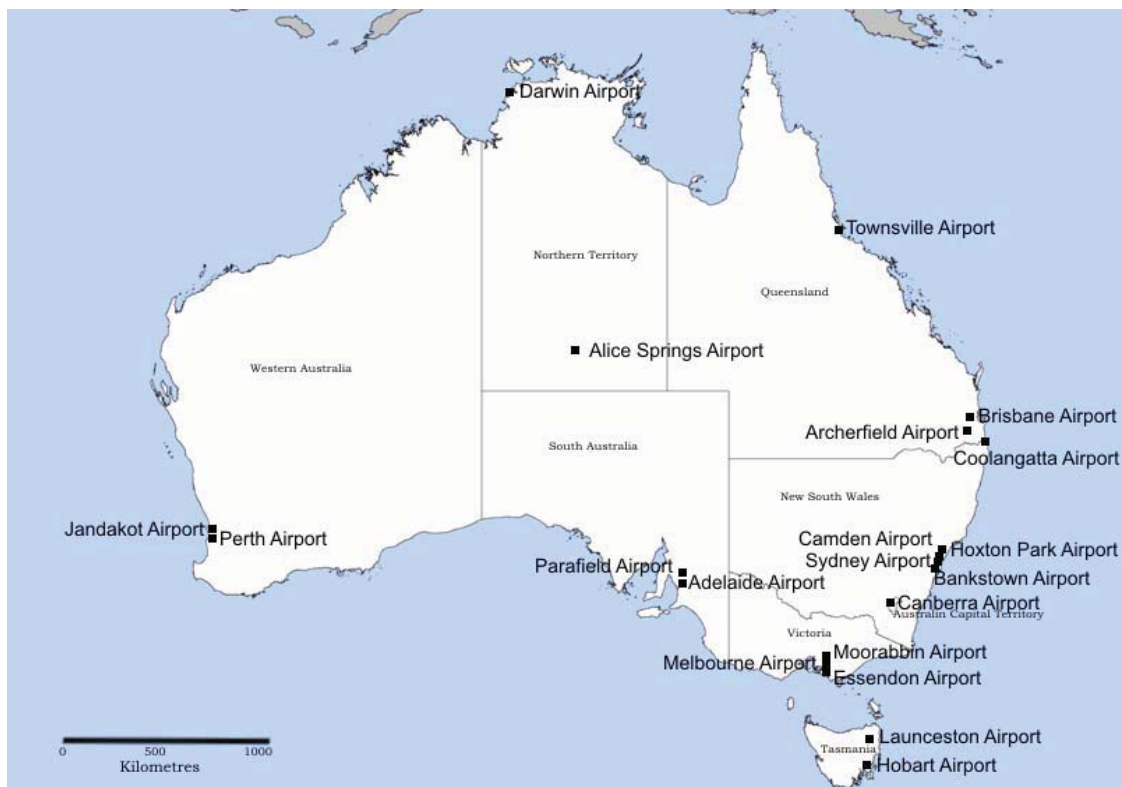 Darwin Airport
Townsville Airport
Northern Territory
Queensland
Alice Springs Airport
Western Australia
Brisbane Airport
Archerfield Airport
South Australia
Coolangatta Airport
New South Wales
Jandakot Airport
Perth Airport
Camden Airport
Hoxton Park Airport
Sydney Airport
Parafield Airport
Bankstown Airport
Adelaide Airport
Canberra Airport
Australin Capital Territory
Victoria
Moorabbin Airport
Melbourne Airport
Essendon Airport
Launceston Airport
Tasmania
Hobart Airport
0 500 1000
Kilometres